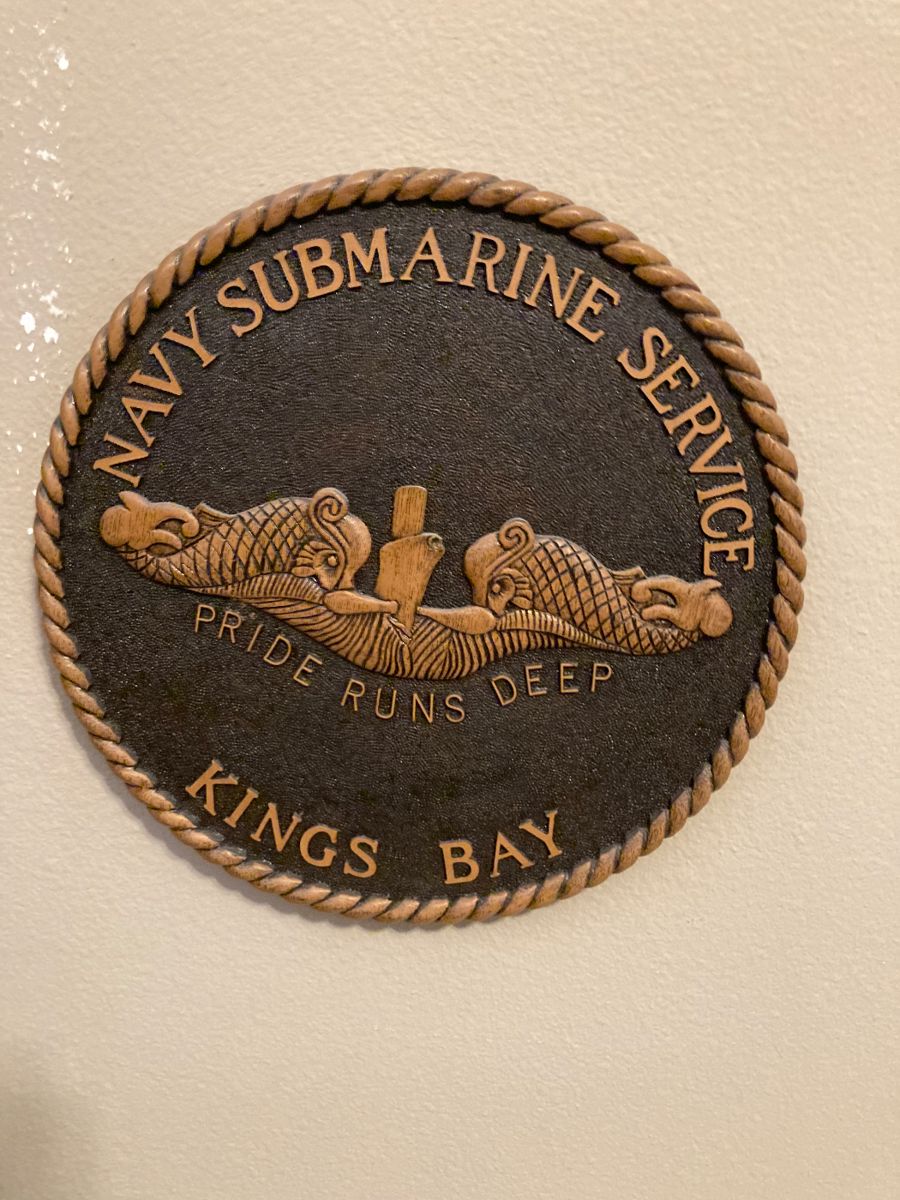 NAVY SUBMARINE SERVICE
PRIDE RUNS DEEP
KINGS BAY